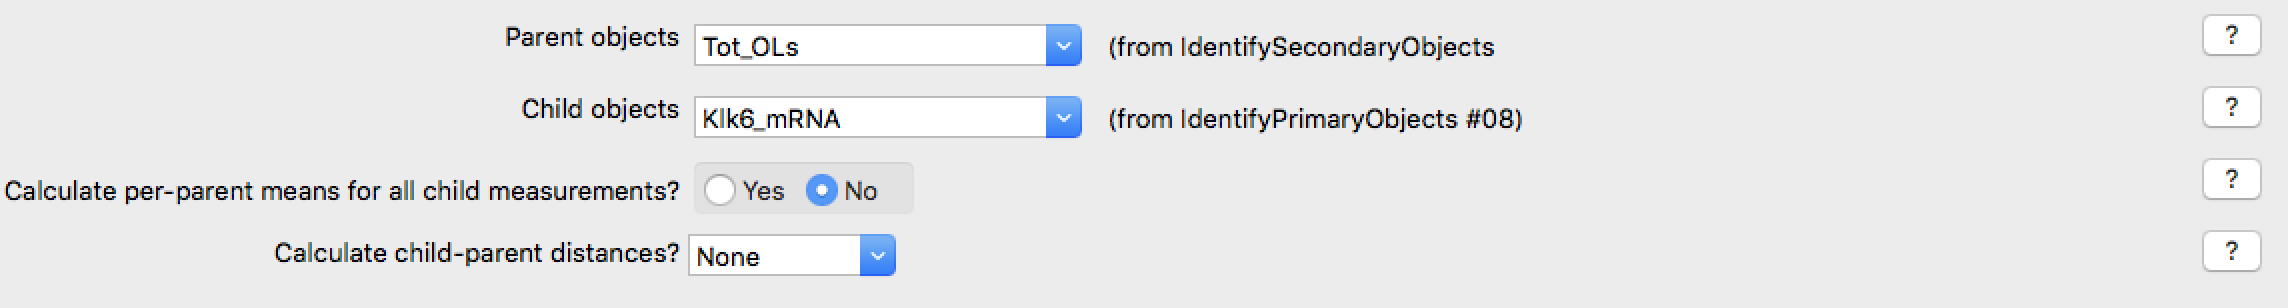 Parent objects Tot_OLs (from IdentifySecondaryObjects ?
Child objects Klk6_mRNA (from IdentifyPrimaryObjects #08) ?
Calculate per-parent means for all child measurements? Yes No ?
Calculate child-parent distances? None ?